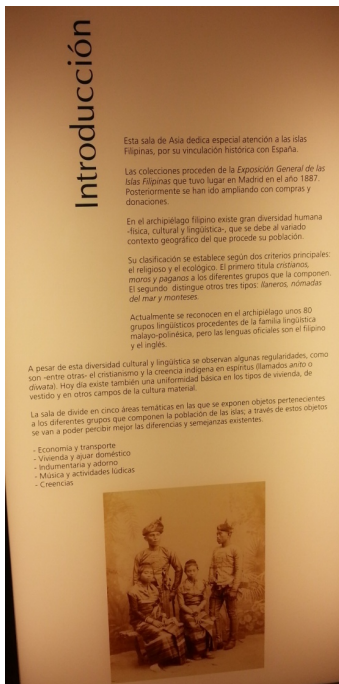 Introducción
Esta sala de Asia dedica especial atención a las islas
Filipinas, por su vinculación histórica con España.
Las colecciones proceden de la Exposición General de las
Islas Filipinas que tuvo lugar en Madrid en el año 1887.
Posteriormente se han ido ampliando con compras y
donaciones.
En el archipiélago filipino existe gran diversidad humana
-física, cultural y lingüística-, que se debe al variado
contexto geográfico del que procede su población.
Su clasificación se establece según dos criterios principales:
el religioso y el ecológico. El primero titula cristianos,
moros y paganos a los diferentes grupos que la componen.
El segundo distingue otros tres tipos: llaneros, nómadas
del mar y monteses.
Actualmente se reconocen en el archipiélago unos 80
grupos lingüísticos procedentes de la familia lingüística
malayo-polinésica, pero las lenguas oficiales son el filipino
y el inglés.
A pesar de esta diversidad cultural y lingüística se observan algunas regularidades, como
son -entre otras- el cristianismo y la creencia indígena en espíritus (llamados anito o
diwata). Hoy día existe también una uniformidad básica en los tipos de vivienda, de
vestido y en otros campos de la cultura material.
La sala de divide en cinco áreas temáticas en las que se exponen objetos pertenecientes
a los diferentes grupos que componen la población de las islas; a través de estos objetos
se van a poder percibir mejor las diferencias y semejanzas existentes.
- Economía y transporte
- Vivienda y ajuar doméstico
- Indumentaria y adorno
- Música y actividades lúdicas
- Creencias